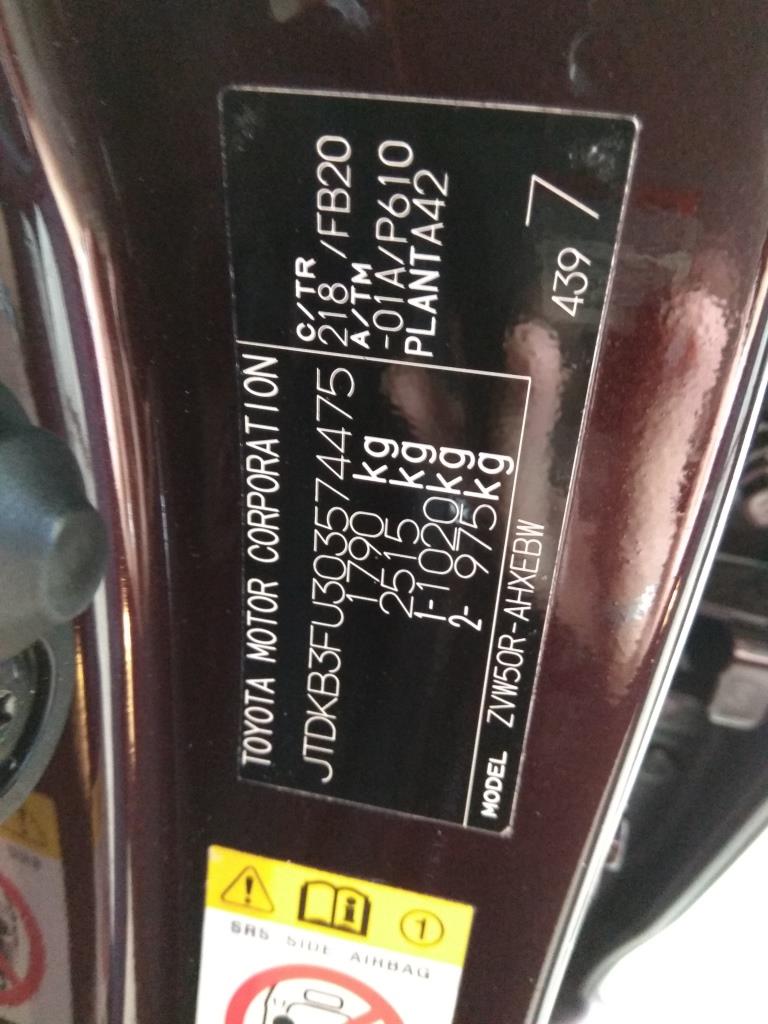 TOYOTA MOTOR CORPORATION
JTDKB3FU303574475
1790 kg
2515 kg
1-1020kg
2- 975kg
C/TR
218 /FB20
A/TM
-01A/P610
PLANTA42
439 7
MODEL ZVW50R-AHXEBW
1
SRS SIDE AIRBAG